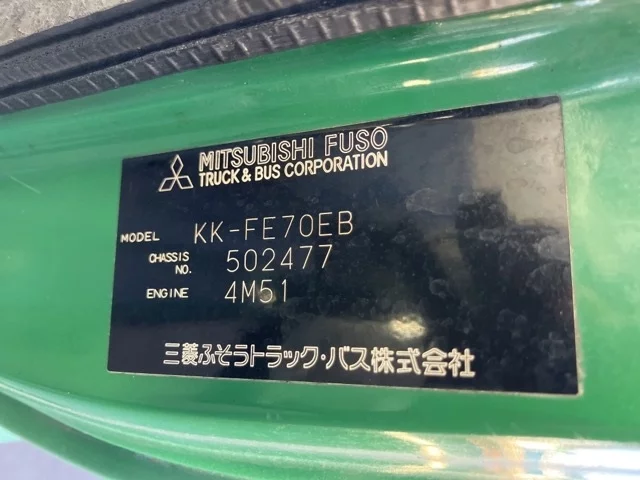 MITSUBISHI FUSO
TRUCK & BUS CORPORATION
MODEL KK-FE70EB
CHASSIS NO. 502477
ENGINE 4M51
三菱ふそうトラック・バス株式会社